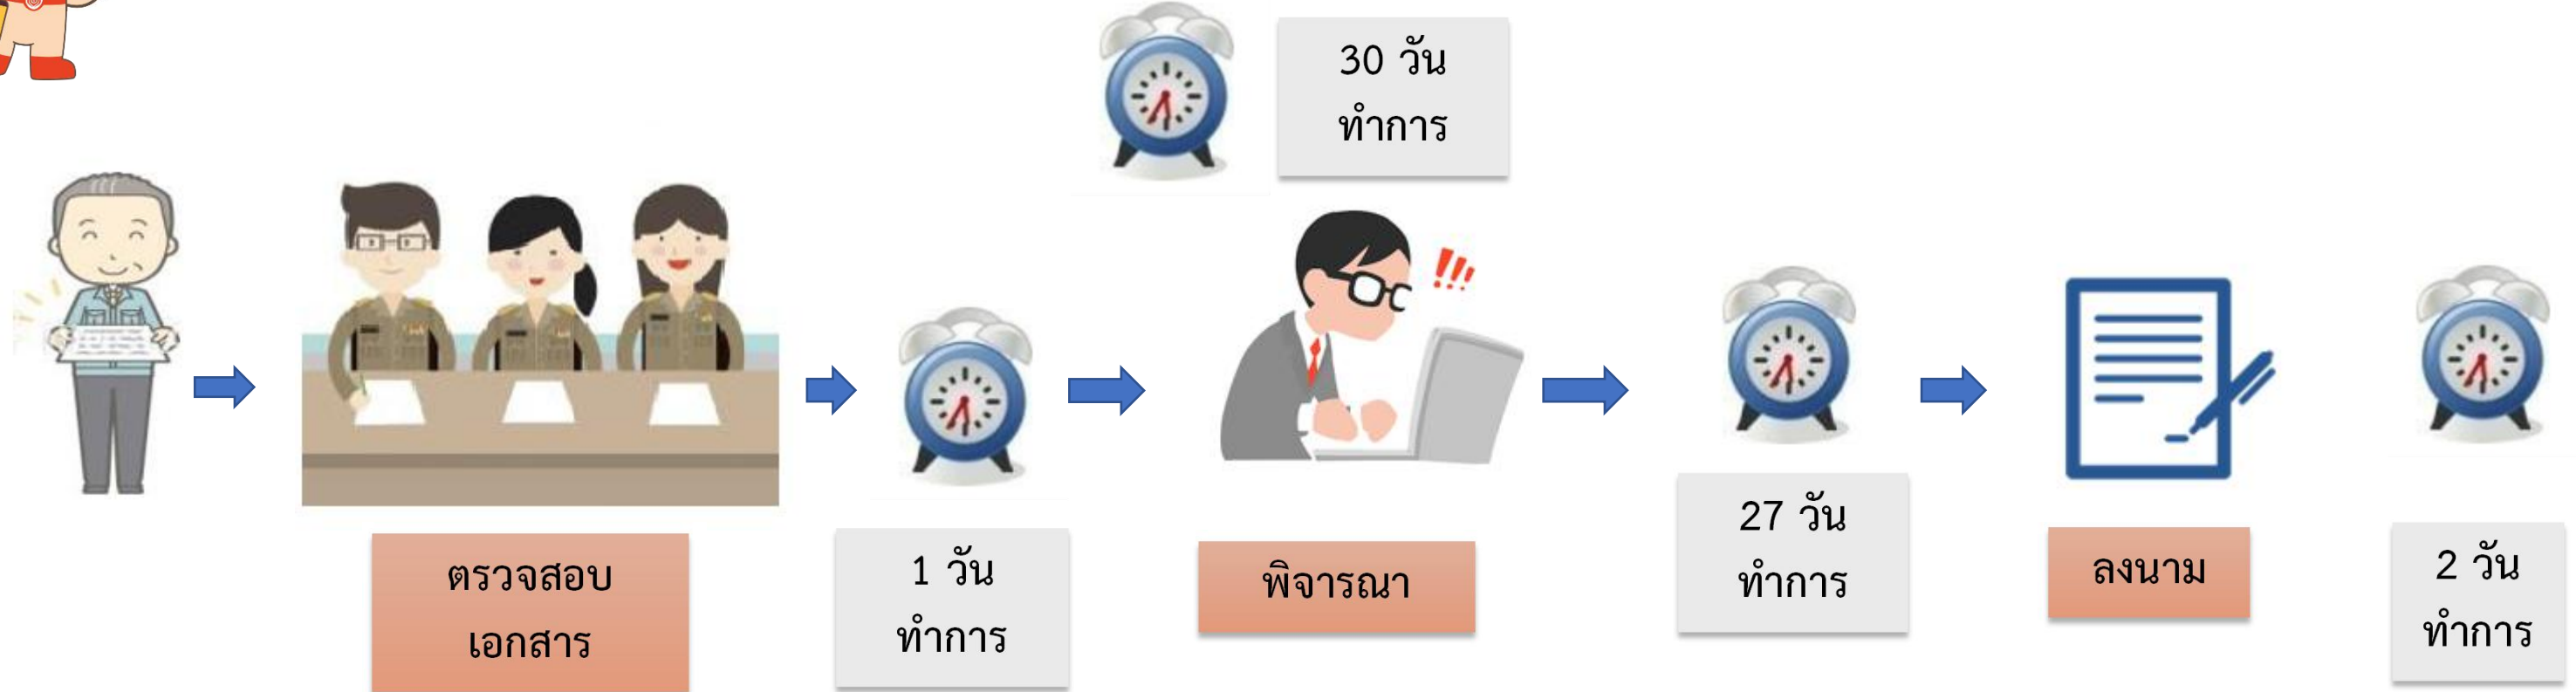 30 วัน
ทำการ
ตรวจสอบ
เอกสาร
1 วัน
ทำการ
พิจารณา
27 วัน
ทำการ
ลงนาม
2 วัน
ทำการ